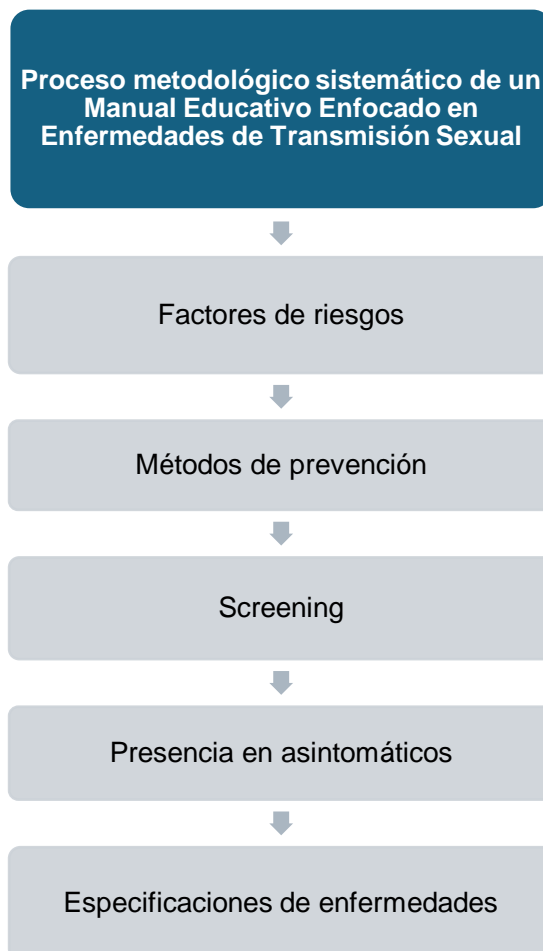 Proceso metodológico sistemático de un
Manual Educativo Enfocado en
Enfermedades de Transmisión Sexual
Factores de riesgos
Métodos de prevención
Screening
Presencia en asintomáticos
Especificaciones de enfermedades